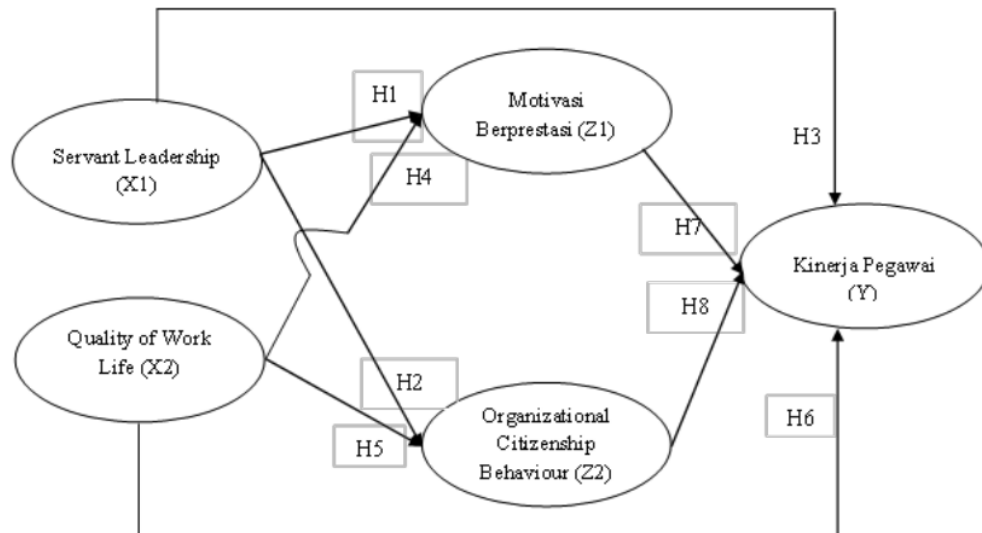 H1
Motivasi
Berprestasi (Z1)
H3
Servant Leadership
(X1)
H4
H7
Kinerja Pegawai
(Y)
H8
Quality of Work
Life (X2)
H2
H5
Organizational
Citizenship
Behaviour (Z2)
H6